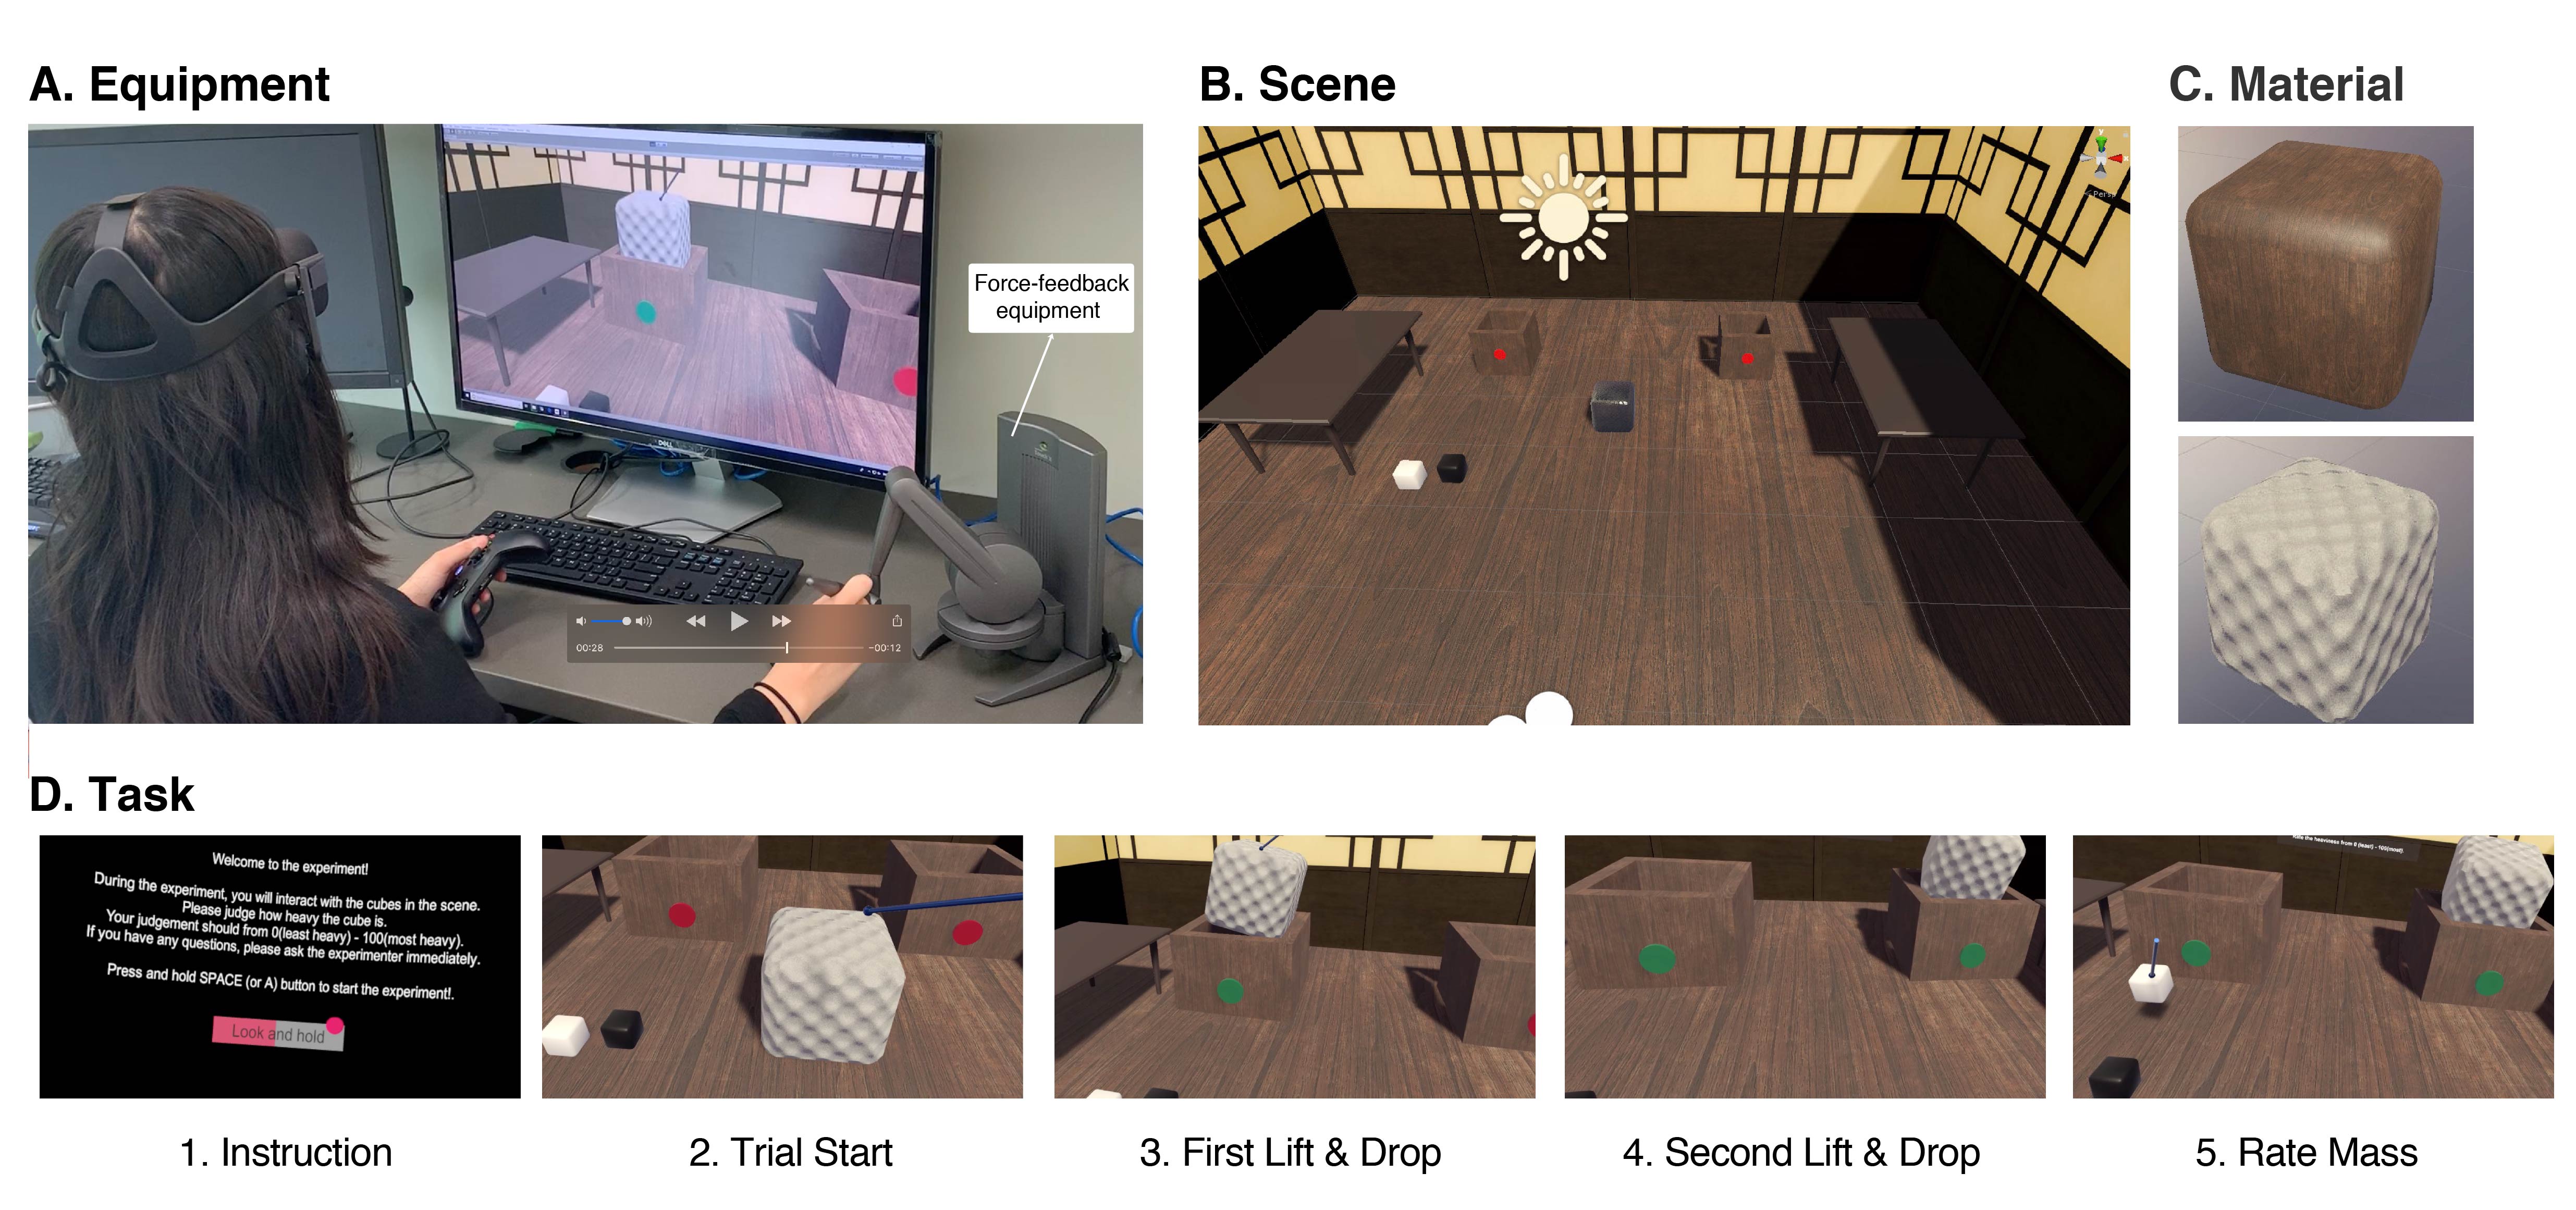 A. Equipment
B. Scene
C. Material
Force-feedback
equipment
DELL
00:28
-00:12
Pers
D. Task
Welcome to the experiment!
During the experiment, you will interact with the cubes in the scene.
Please judge how heavy the cube is.
Your judgement should from 0(least heavy) - 100(most heavy).
If you have any questions, please ask the experimenter immediately.
Press and hold SPACE (or A) button to start the experiment!.
Look and hold
Rate the heaviness from 0 (least) - 100(most).
1. Instruction
2. Trial Start
3. First Lift & Drop
4. Second Lift & Drop
5. Rate Mass